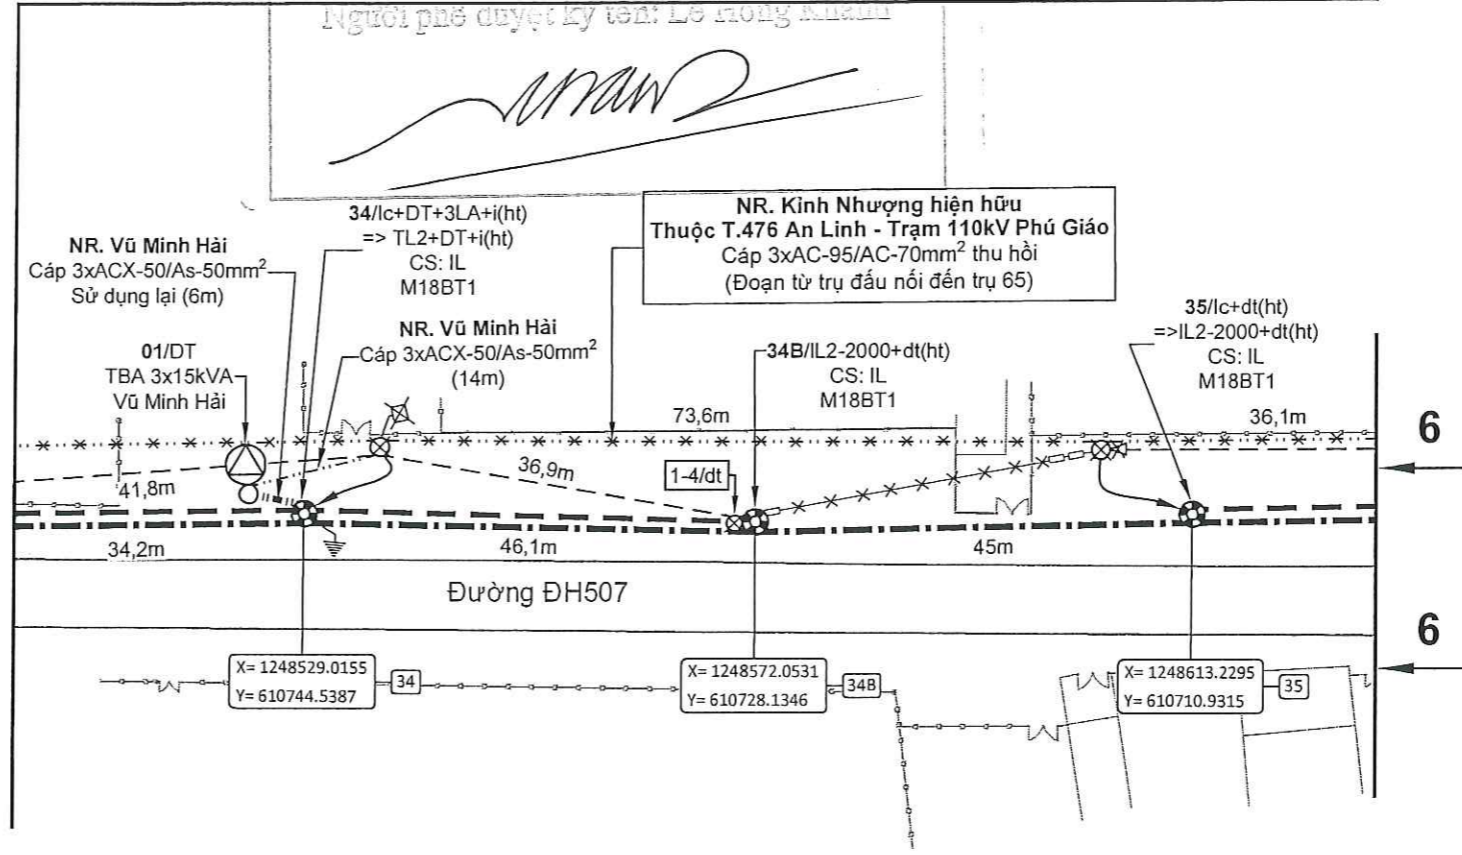 Người phê duyệt ký tên: Lê Hồng Khanh
34/Ic+DT+3LA+i(ht)
=> TL2+DT+i(ht)
CS: IL
M18BT1
NR. Kỉnh Nhượng hiện hữu
Thuộc T.476 An Linh - Trạm 110kV Phú Giáo
Cáp 3xAC-95/AC-70mm² thu hồi
(Đoạn từ trụ đấu nối đến trụ 65)
NR. Vũ Minh Hải
Cáp 3xACX-50/As-50mm²
Sử dụng lại (6m)
NR. Vũ Minh Hải
Cáp 3xACX-50/As-50mm²
(14m)
01/DT
TBA 3x15kVA
Vũ Minh Hải
34B/IL2-2000+dt(ht)
CS: IL
M18BT1
35/Ic+dt(ht)
=>IL2-2000+dt(ht)
CS: IL
M18BT1
73,6m
36,1m
6
41,8m
36,9m
1-4/dt
34,2m
46,1m
45m
Đường ĐH507
6
X= 1248529.0155
Y= 610744.5387
34
X= 1248572.0531
Y= 610728.1346
34B
X= 1248613.2295
Y= 610710.9315
35